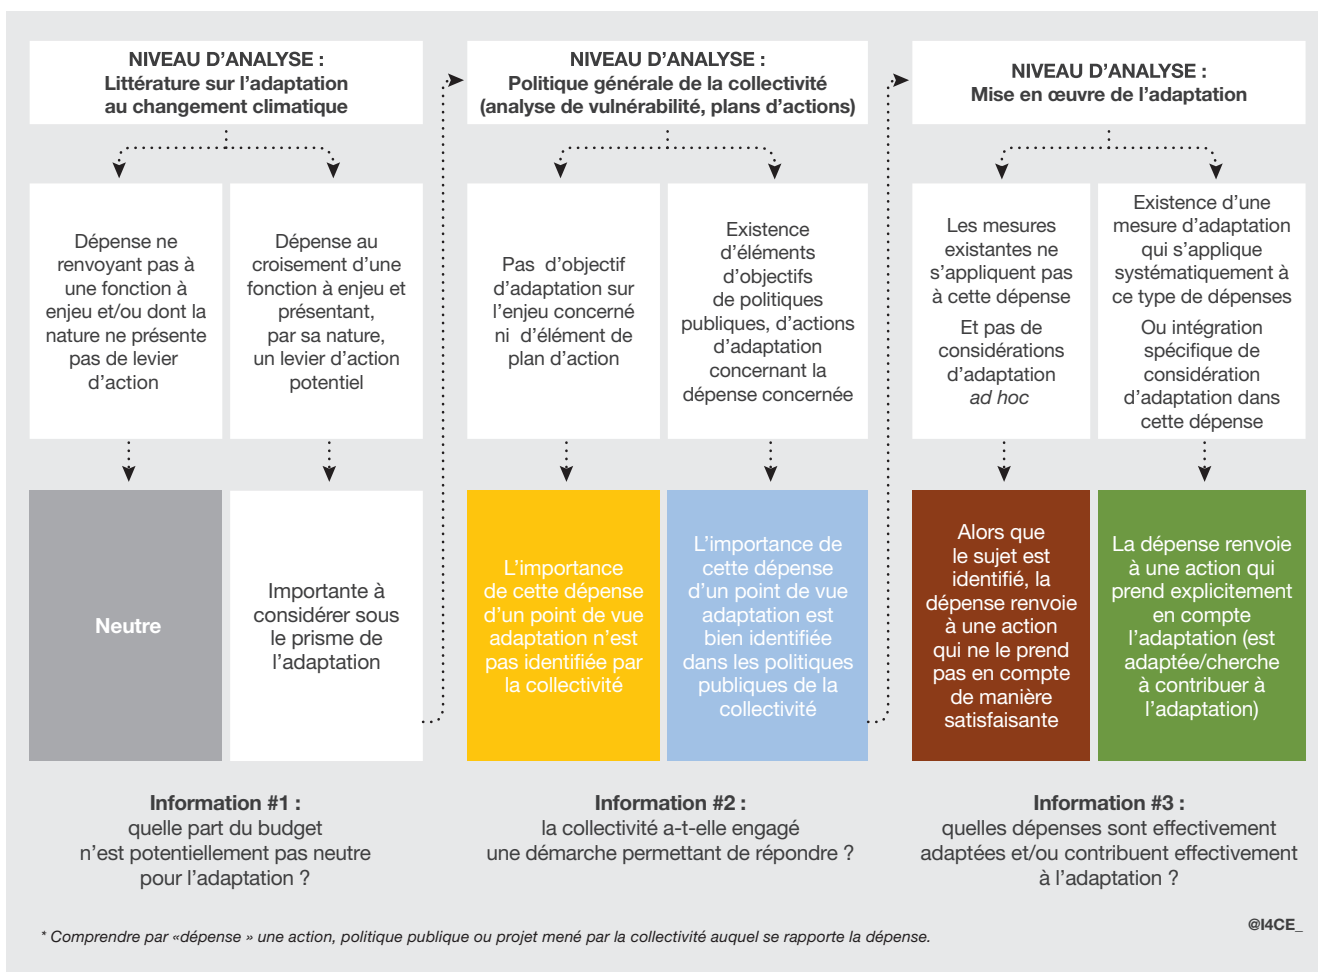 NIVEAU D’ANALYSE :
Littérature sur l’adaptation
au changement climatique
Dépense ne
renvoyant pas à
une fonction à
enjeu et/ou dont la
nature ne présente
pas de levier
d’action
Dépense au
croisement d’une
fonction à enjeu et
présentant,
par sa nature,
un levier d’action
potentiel
Neutre
Importante à
considérer sous
le prisme de
l’adaptation
Information #1 :
quelle part du budget
n’est potentiellement pas neutre
pour l’adaptation ?
NIVEAU D’ANALYSE :
Politique générale de la collectivité
(analyse de vulnérabilité, plans d’actions)
Pas d’objectif
d’adaptation sur
l’enjeu concerné
ni d’élément de
plan d’action
Existence
d’éléments
d’objectifs
de politiques
publiques, d’actions
d’adaptation
concernant la
dépense concernée
L’importance
de cette dépense
d’un point de vue
adaptation n’est
pas identifiée par
la collectivité
L’importance de
cette dépense
d’un point de vue
adaptation est
bien identifiée
dans les politiques
publiques de la
collectivité
Information #2 :
la collectivité a-t-elle engagé
une démarche permettant de répondre ?
NIVEAU D’ANALYSE :
Mise en œuvre de l’adaptation
Les mesures
existantes ne
s’appliquent pas
à cette dépense
Et pas de
considérations
d’adaptation
ad hoc
Existence d’une
mesure d’adaptation
qui s’applique
systématiquement à
ce type de dépenses
Ou intégration
spécifique de
considération
d’adaptation dans
cette dépense
Alors que
le sujet est
identifié, la
dépense renvoie
à une action
qui ne le prend
pas en compte
de manière
satisfaisante
La dépense renvoie
à une action qui
prend explicitement
en compte
l’adaptation (est
adaptée/cherche
à contribuer à
l’adaptation)
Information #3 :
quelles dépenses sont effectivement
adaptées et/ou contribuent effectivement
à l’adaptation ?
* Comprendre par «dépense » une action, politique publique ou projet mené par la collectivité auquel se rapporte la dépense.
@I4CE_